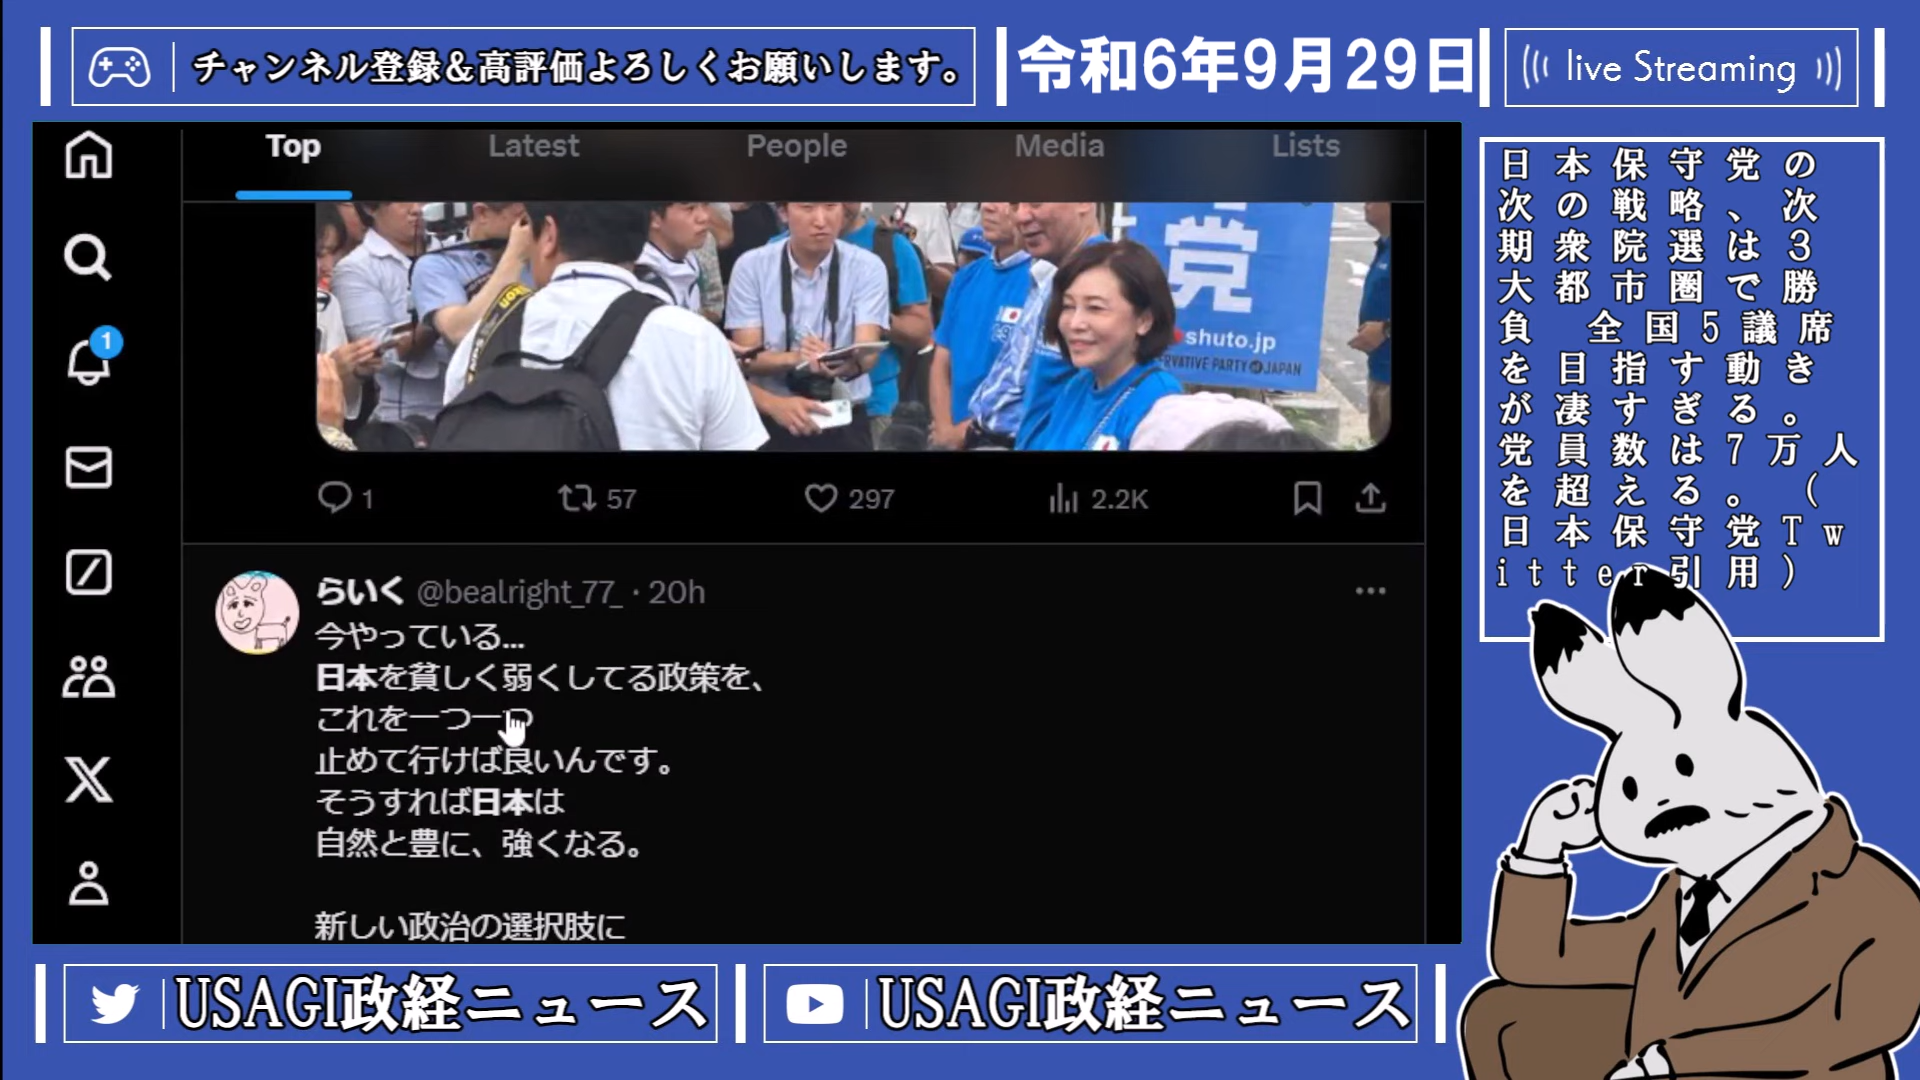 チャンネル登録＆高評価よろしくお願いします。
令和6年9月29日
live Streaming
Top
Latest
People
Media
Lists
党
shuto.jp
RVATIVE PARTY OF JAPAN
1
1
57
297
2.2K
らいく @bealright_77_ · 20h
今やっている...
日本を貧しく弱くしてる政策を、
これを一つ一つ
止めて行けば良いんです。
そうすれば日本は
自然と豊に、強くなる。
新しい政治の選択肢に
日本保守党の
次の戦略、次
期衆院選は３
大都市圏で勝
負　全国５議席
を目指す動き
が凄すぎる。
党員数は７万人
を超える。（
日本保守党Tw
itter引用）
USAGI政経ニュース
USAGI政経ニュース